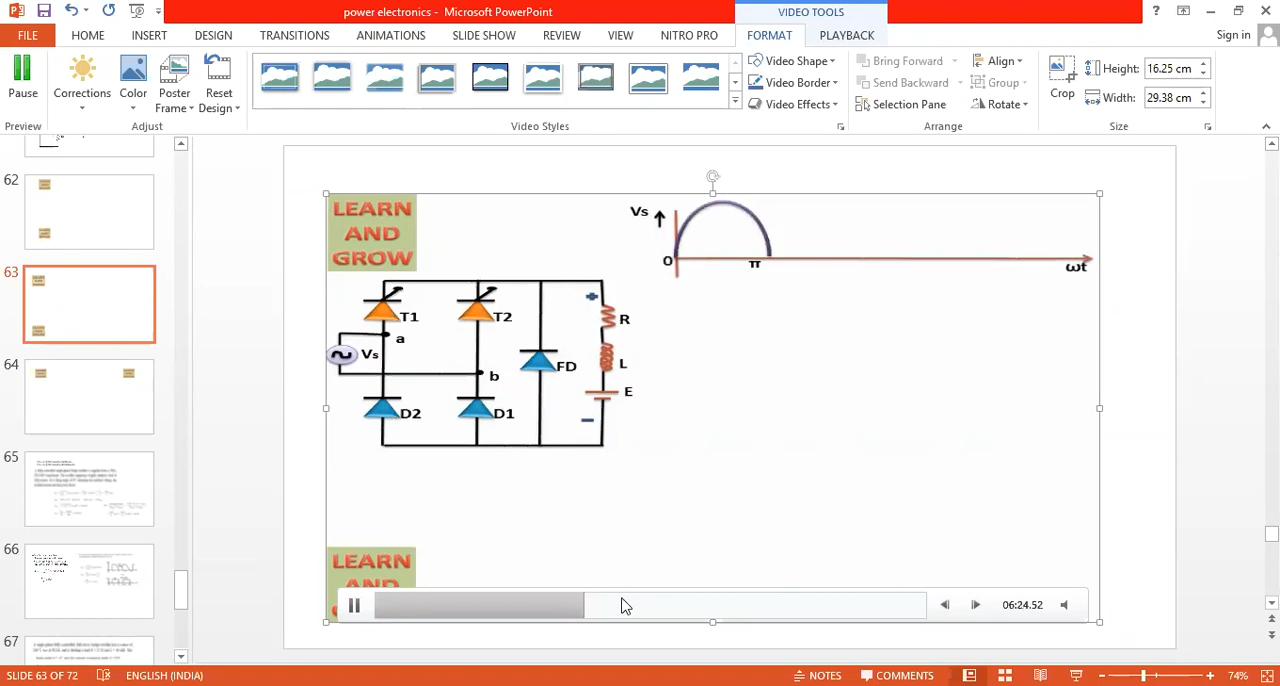 power electronics - Microsoft PowerPoint
VIDEO TOOLS
FILE HOME INSERT DESIGN TRANSITIONS ANIMATIONS SLIDE SHOW REVIEW VIEW NITRO PRO FORMAT PLAYBACK Sign in
Pause
Corrections
Color
Poster Frame
Reset Design
Video Shape
Video Border
Video Effects
Bring Forward
Send Backward
Selection Pane
Align
Group
Rotate
Crop
Height: 16.25 cm
Width: 29.38 cm
Preview Adjust Video Styles Arrange Size
62
63
64
65
66
67
LEARN
AND
GROW
Vs
0
π
ωt
T1
T2
a
Vs
b
FD
R
+
L
E
D2
D1
−
LEARN
AND
06:24.52
SLIDE 63 OF 72 ENGLISH (INDIA) NOTES COMMENTS 74%